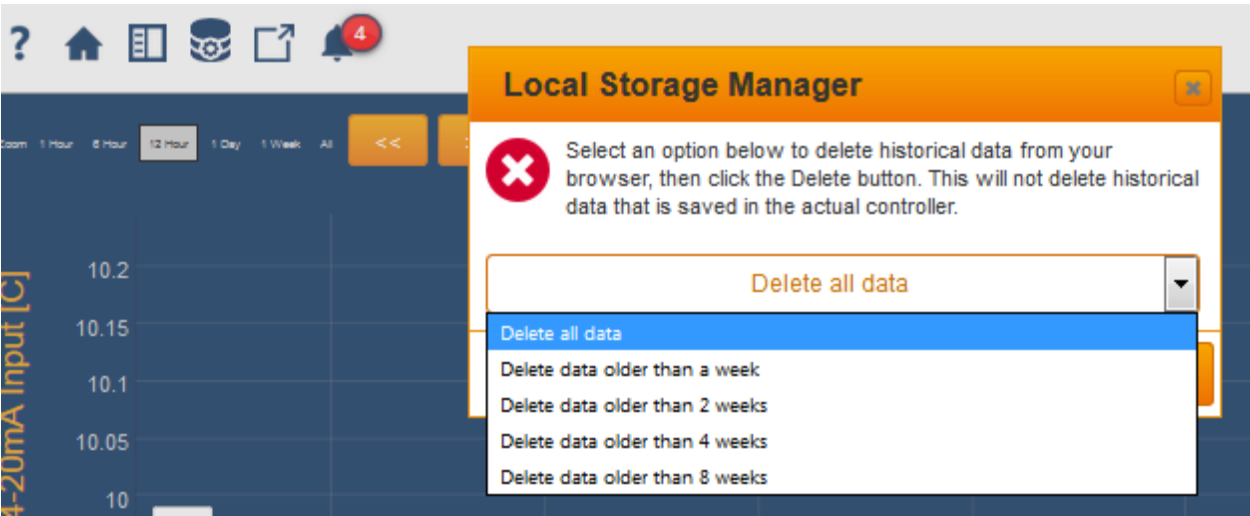 ?
4
Local Storage Manager
Zoom 1 Hour 6 Hour 12 Hour 1 Day 1 Week All <<
Select an option below to delete historical data from your
browser, then click the Delete button. This will not delete historical
data that is saved in the actual controller.
Delete all data
Delete all data
Delete data older than a week
Delete data older than 2 weeks
Delete data older than 4 weeks
Delete data older than 8 weeks
4-20mA Input [C]
10.2
10.15
10.1
10.05
10